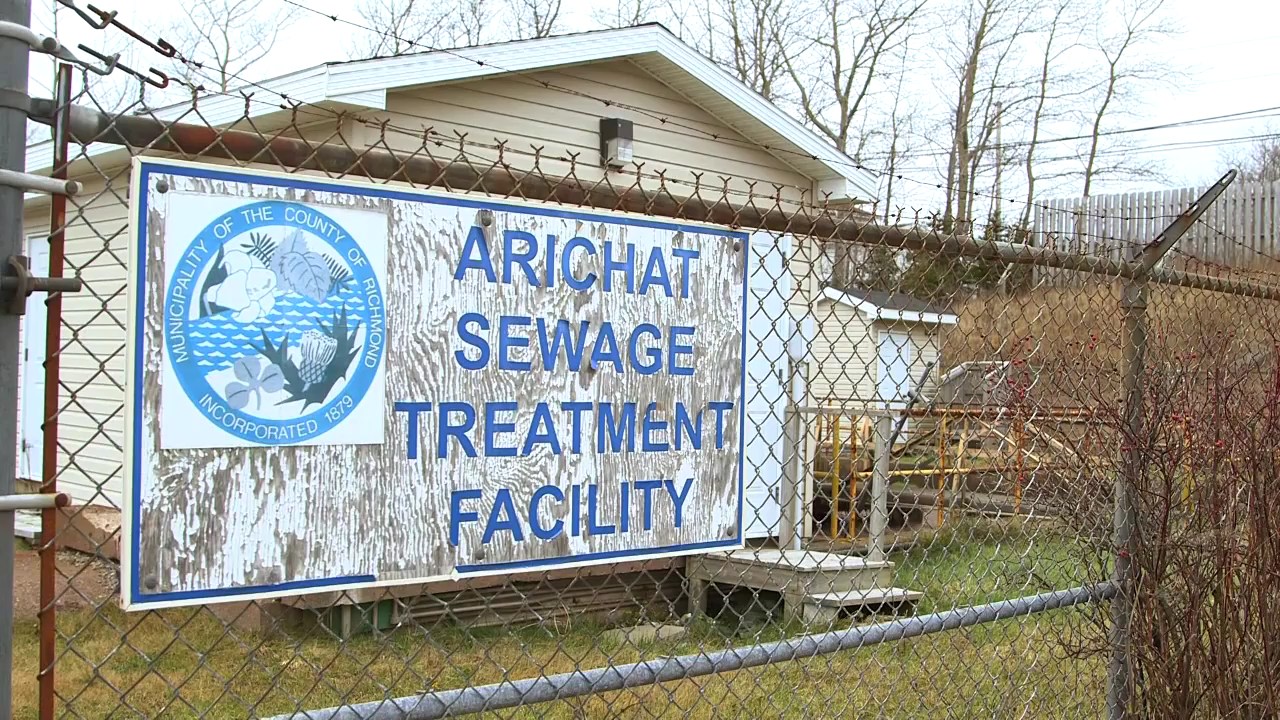 MUNICIPALITY OF THE COUNTY OF RICHMOND
INCORPORATED 1879
ARICHAT
SEWAGE
TREATMENT
FACILITY